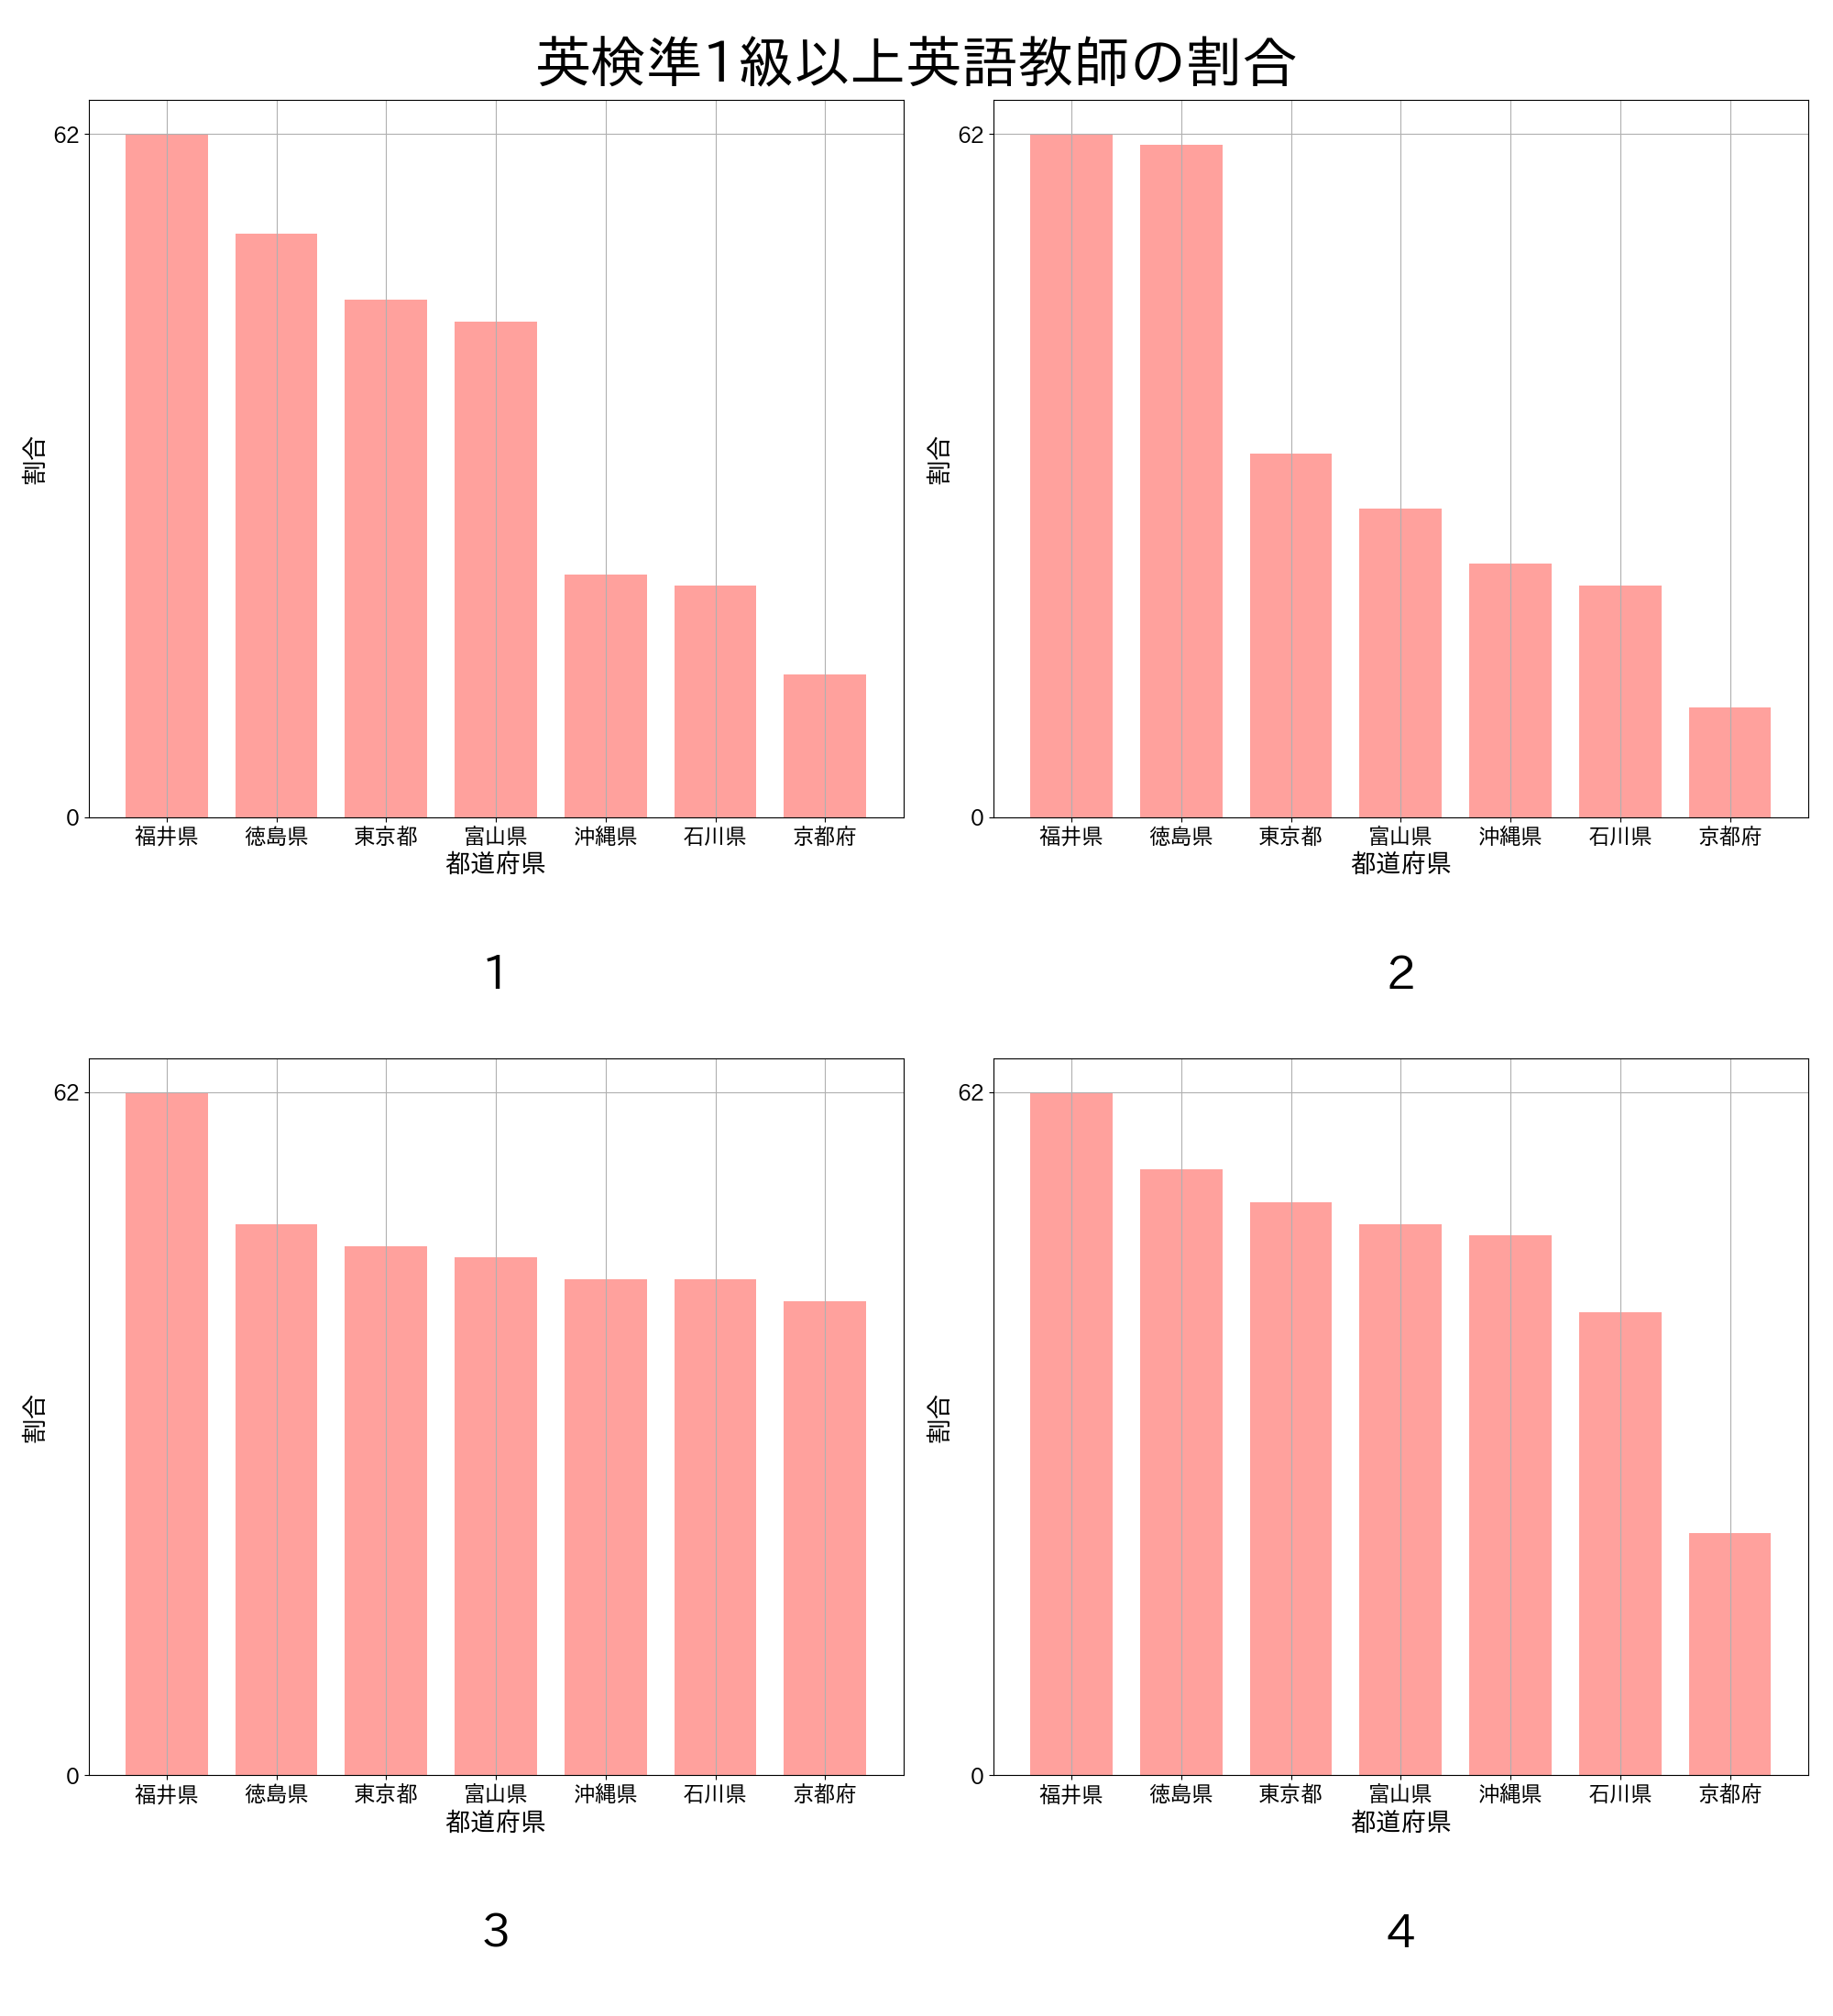 英検準1級以上英語教師の割合
62
0
割合
福井県 徳島県 東京都 富山県 沖縄県 石川県 京都府
都道府県
1
62
0
割合
福井県 徳島県 東京都 富山県 沖縄県 石川県 京都府
都道府県
2
62
0
割合
福井県 徳島県 東京都 富山県 沖縄県 石川県 京都府
都道府県
3
62
0
割合
福井県 徳島県 東京都 富山県 沖縄県 石川県 京都府
都道府県
4